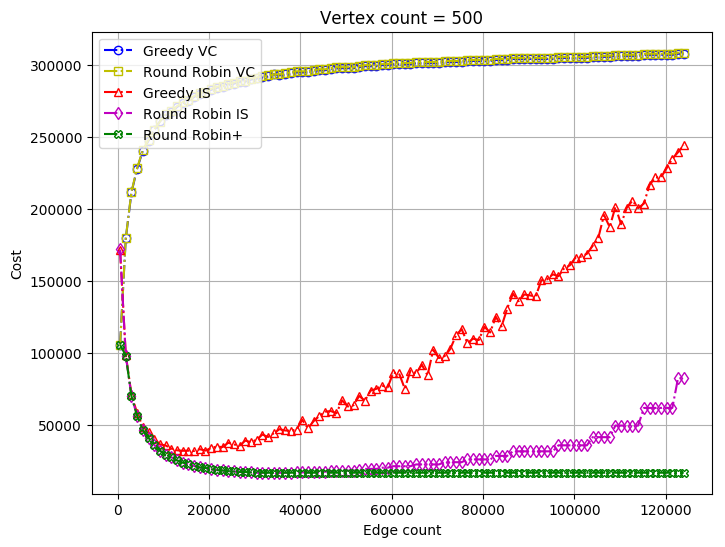 Vertex count = 500
Greedy VC
Round Robin VC
Greedy IS
Round Robin IS
Round Robin+
300000
250000
200000
150000
100000
50000
Cost
0 20000 40000 60000 80000 100000 120000
Edge count